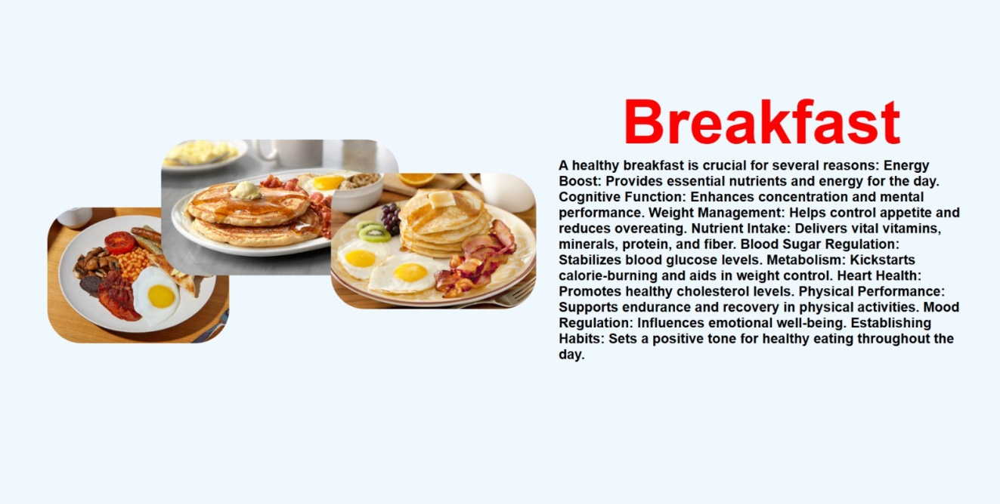 Breakfast
A healthy breakfast is crucial for several reasons: Energy
Boost: Provides essential nutrients and energy for the day.
Cognitive Function: Enhances concentration and mental
performance. Weight Management: Helps control appetite and
reduces overeating. Nutrient Intake: Delivers vital vitamins,
minerals, protein, and fiber. Blood Sugar Regulation:
Stabilizes blood glucose levels. Metabolism: Kickstarts
calorie-burning and aids in weight control. Heart Health:
Promotes healthy cholesterol levels. Physical Performance:
Supports endurance and recovery in physical activities. Mood
Regulation: Influences emotional well-being. Establishing
Habits: Sets a positive tone for healthy eating throughout the
day.